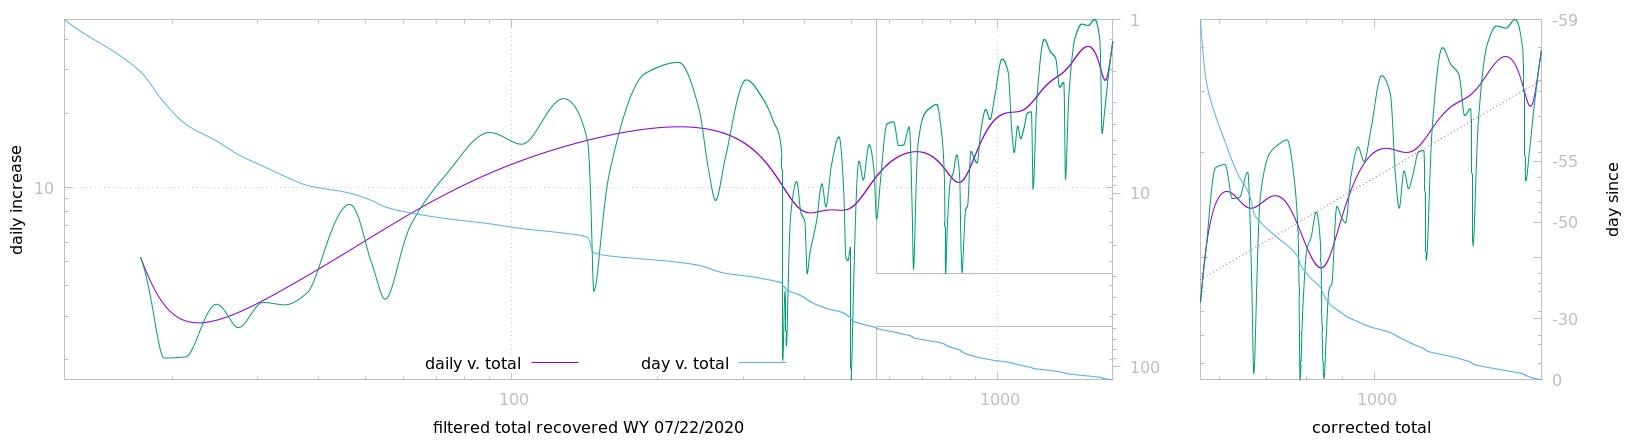 1
-59
10
10
-55
-50
-30
100
0
daily increase
day since
daily v. total
day v. total
100
1000
1000
filtered total recovered WY 07/22/2020
corrected total